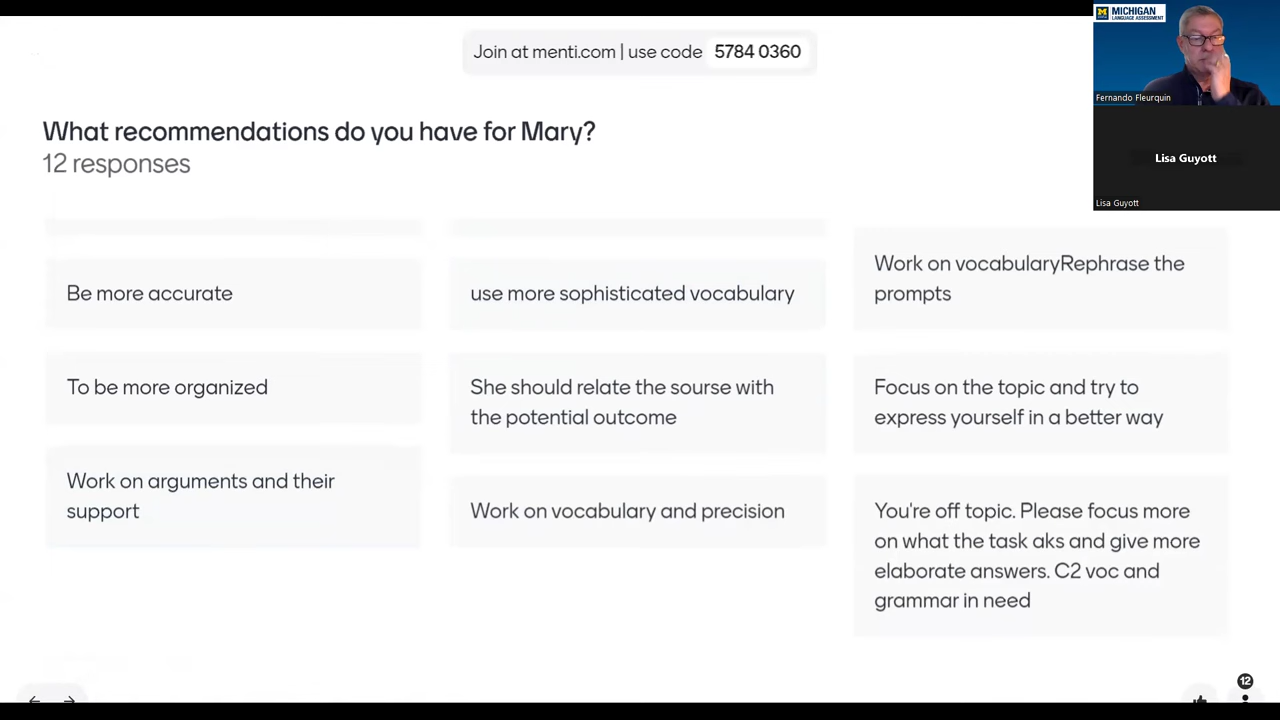 Join at menti.com | use code 5784 0360
MICHIGAN
LANGUAGE ASSESSMENT
Fernando Fleurquin
Lisa Guyott
Lisa Guyott
What recommendations do you have for Mary?
12 responses
Be more accurate
To be more organized
Work on arguments and their
support
use more sophisticated vocabulary
She should relate the sourse with
the potential outcome
Work on vocabulary and precision
Work on vocabularyRephrase the
prompts
Focus on the topic and try to
express yourself in a better way
You're off topic. Please focus more
on what the task aks and give more
elaborate answers. C2 voc and
grammar in need
12